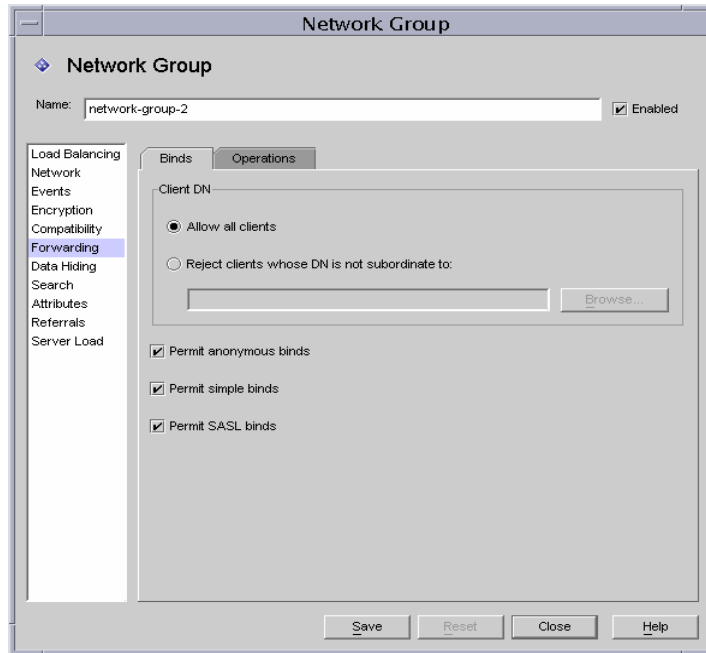 Network Group
Network Group
Name: network-group-2 Enabled
Load Balancing
Network
Events
Encryption
Compatibility
Forwarding
Data Hiding
Search
Attributes
Referrals
Server Load
Binds Operations
Client DN
Allow all clients
Reject clients whose DN is not subordinate to:
Browse...
Permit anonymous binds
Permit simple binds
Permit SASL binds
Save Reset Close Help